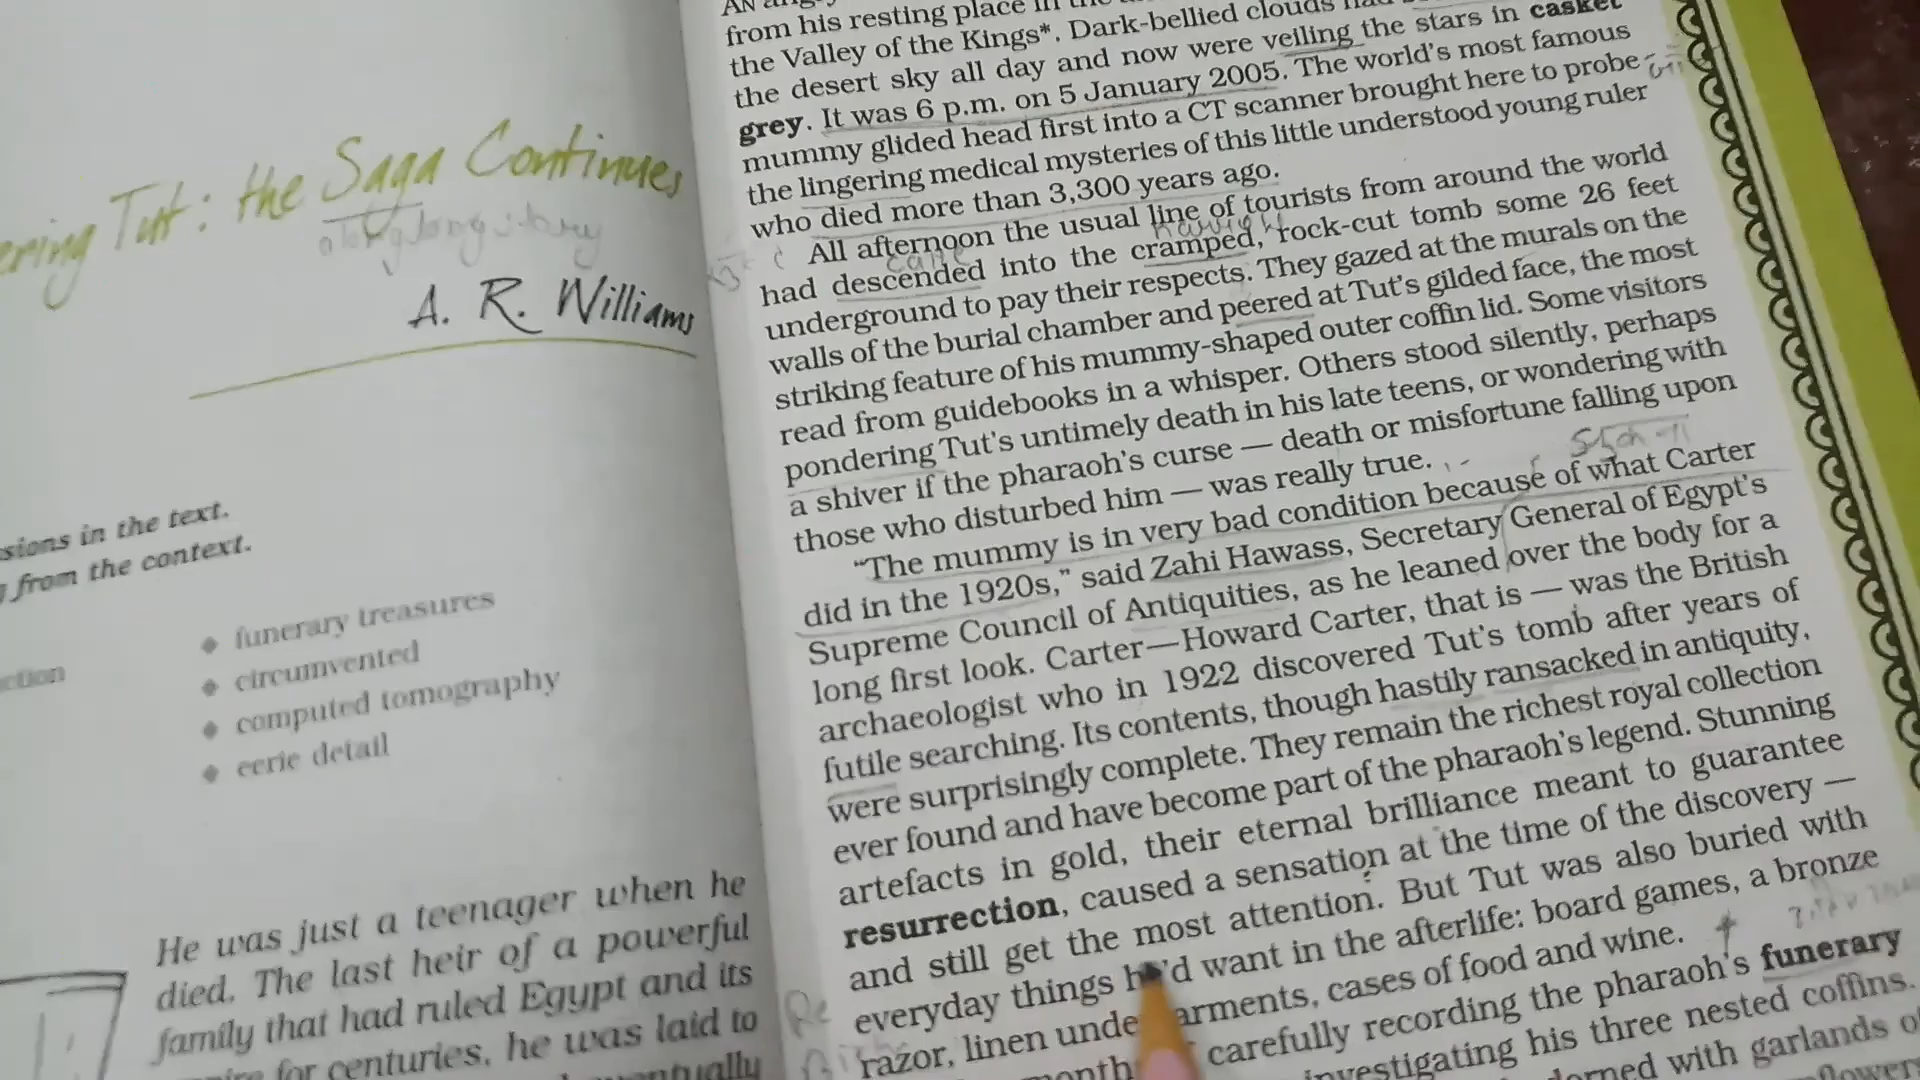 ering Tut: the Saga Continues
a long long story
A. R. Williams
sions in the text.
from the context.
ction
funerary treasures
circumvented
computed tomography
eerie detail
He was just a teenager when he
died. The last heir of a powerful
family that had ruled Egypt and its
for centuries, he was laid to
eventually
AN
from his resting place in
the Valley of the Kings*. Dark-bellied clouds had
the desert sky all day and now were veiling the stars in casket
grey. It was 6 p.m. on 5 January 2005. The world's most famous
mummy glided head first into a CT scanner brought here to probe
the lingering medical mysteries of this little understood young ruler
who died more than 3,300 years ago.
All afternoon the usual line of tourists from around the world
had descended into the cramped, rock-cut tomb some 26 feet
underground to pay their respects. They gazed at the murals on the
walls of the burial chamber and peered at Tut's gilded face, the most
striking feature of his mummy-shaped outer coffin lid. Some visitors
read from guidebooks in a whisper. Others stood silently, perhaps
pondering Tut's untimely death in his late teens, or wondering with
a shiver if the pharaoh's curse — death or misfortune falling upon
those who disturbed him — was really true.
“The mummy is in very bad condition because of what Carter
did in the 1920s,” said Zahi Hawass, Secretary General of Egypt's
Supreme Council of Antiquities, as he leaned over the body for a
long first look. Carter—Howard Carter, that is — was the British
archaeologist who in 1922 discovered Tut's tomb after years of
futile searching. Its contents, though hastily ransacked in antiquity,
were surprisingly complete. They remain the richest royal collection
ever found and have become part of the pharaoh's legend. Stunning
artefacts in gold, their eternal brilliance meant to guarantee
resurrection, caused a sensation at the time of the discovery —
and still get the most attention. But Tut was also buried with
everyday things he'd want in the afterlife: board games, a bronze
razor, linen undergarments, cases of food and wine.
carefully recording the pharaoh's funerary
investigating his three nested coffins.
with garlands of